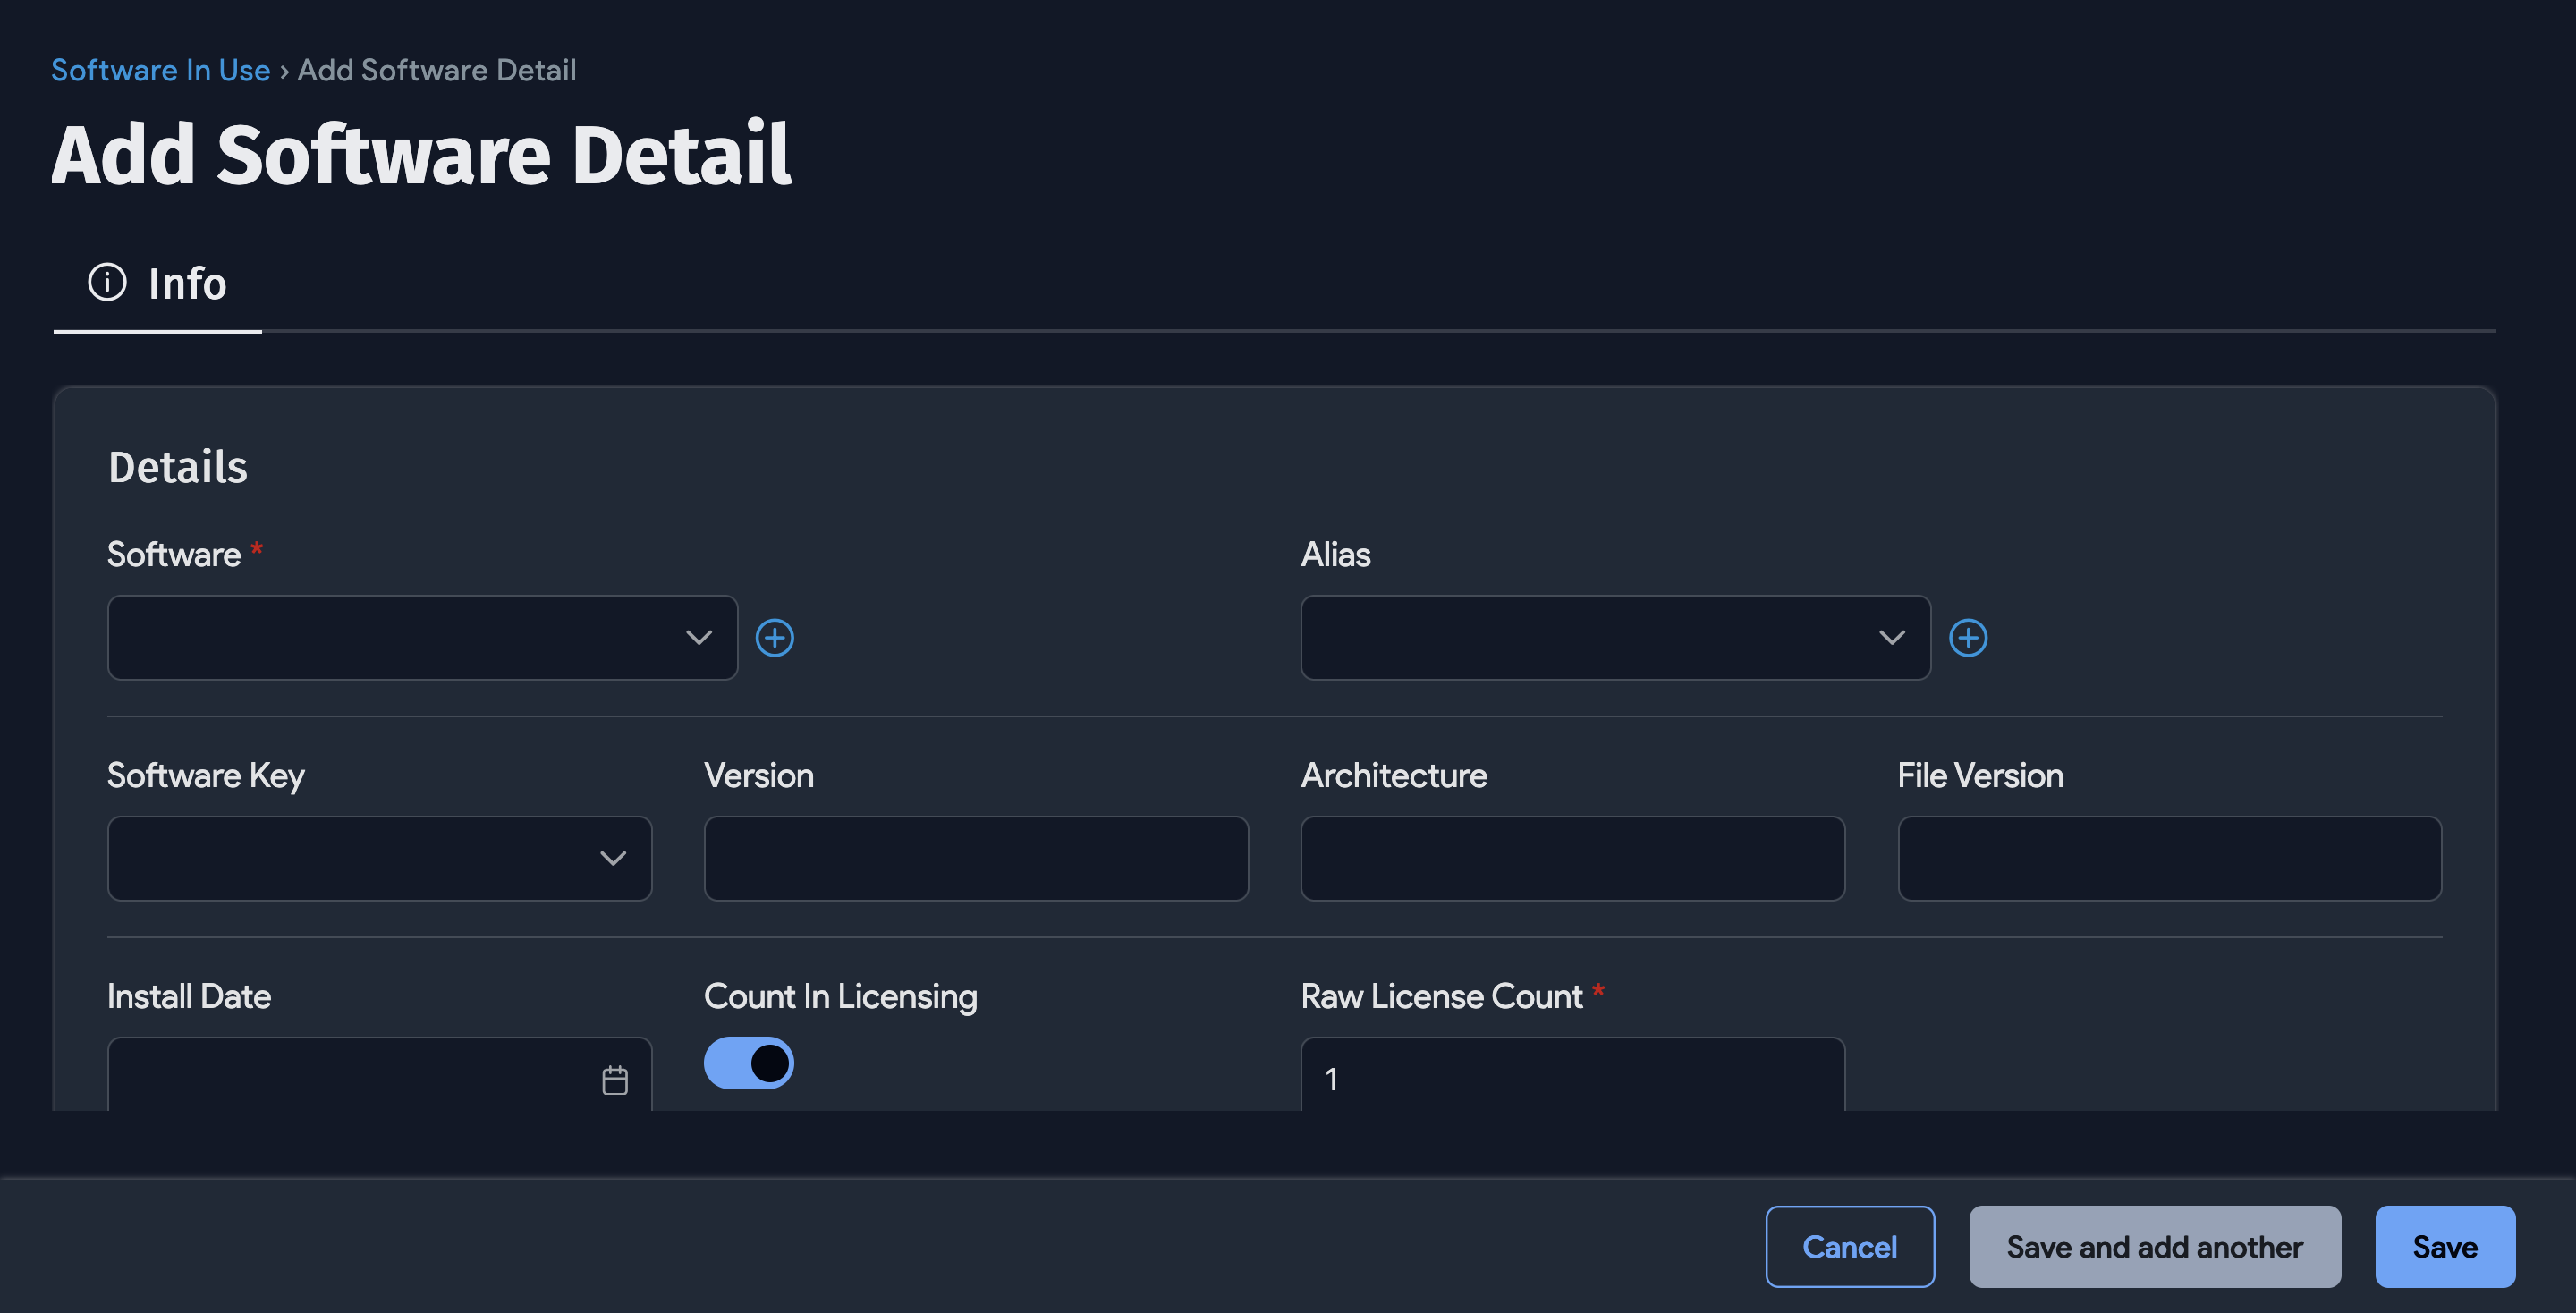 Software In Use › Add Software Detail
Add Software Detail
Info
Details
Software *
Alias
Software Key
Version
Architecture
File Version
Install Date
Count In Licensing
Raw License Count *
1
Cancel
Save and add another
Save